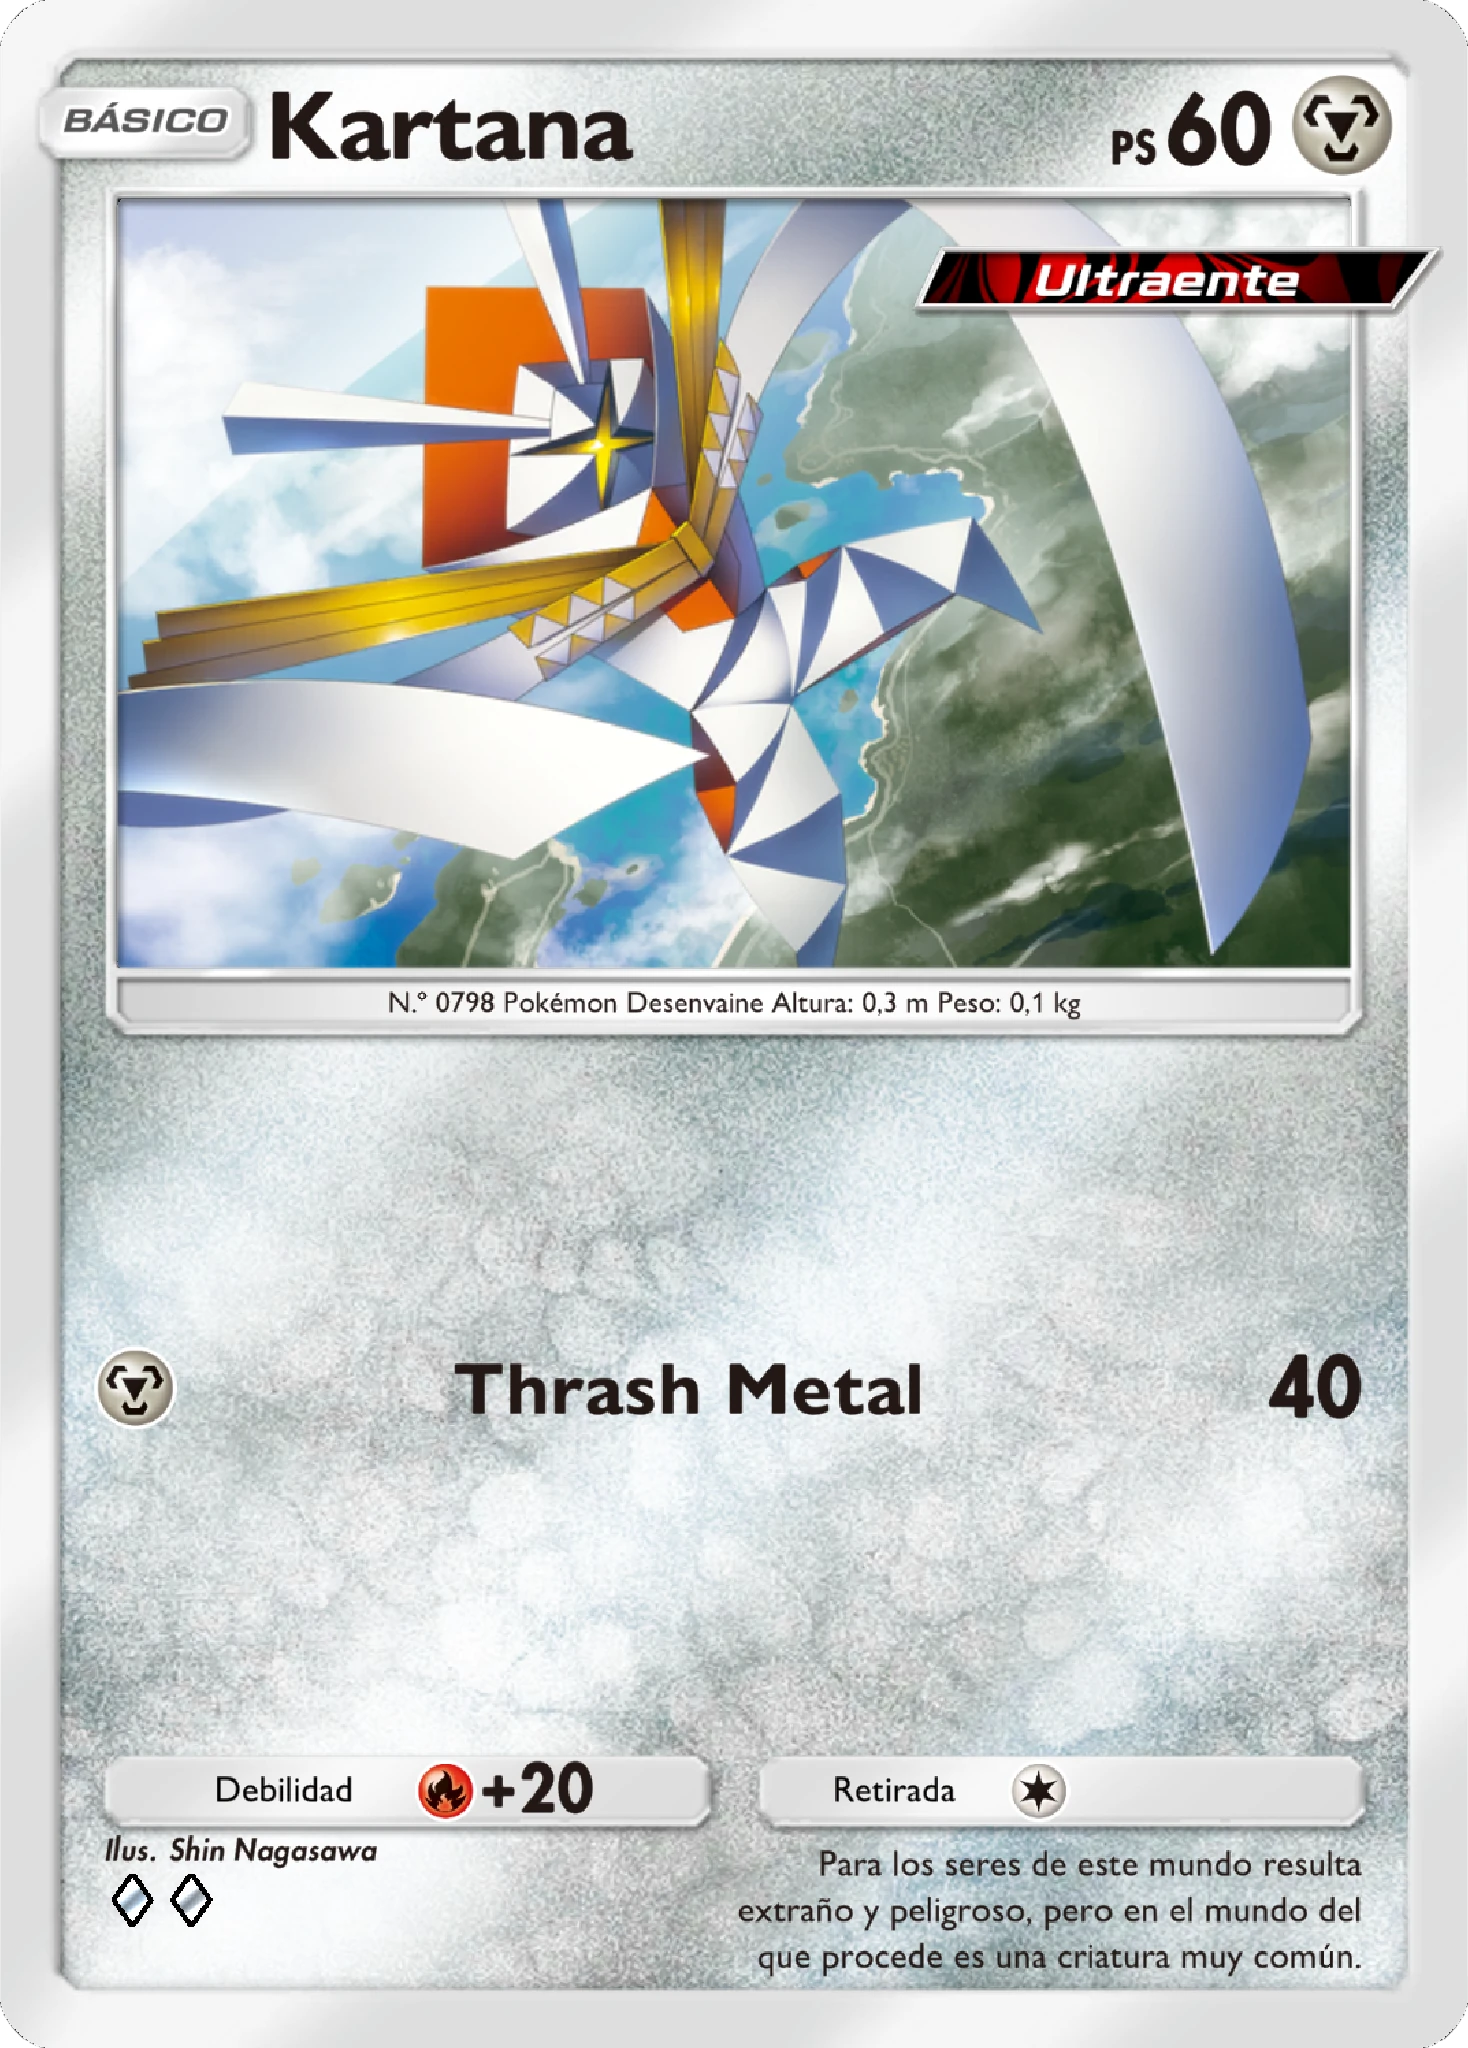 BÁSICO Kartana PS 60
Ultraente
N.° 0798 Pokémon Desenvaine Altura: 0,3 m Peso: 0,1 kg
Thrash Metal 40
Debilidad +20 Retirada
Ilus. Shin Nagasawa
Para los seres de este mundo resulta
extraño y peligroso, pero en el mundo del
que procede es una criatura muy común.